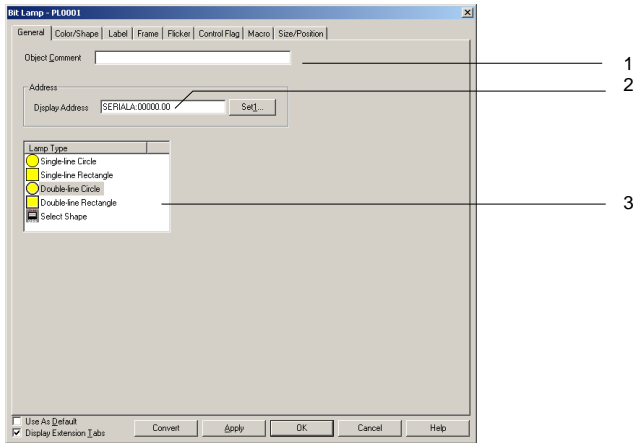 Bit Lamp - PL0001
General Color/Shape Label Frame Flicker Control Flag Macro Size/Position
Object Comment
1
Address
2
Display Address SERIALA:00000.00 Set1...
Lamp Type
Single-line Circle
Single-line Rectangle
Double-line Circle
Double-line Rectangle
3
Select Shape
Use As Default
Display Extension Tabs
Convert Apply OK Cancel Help